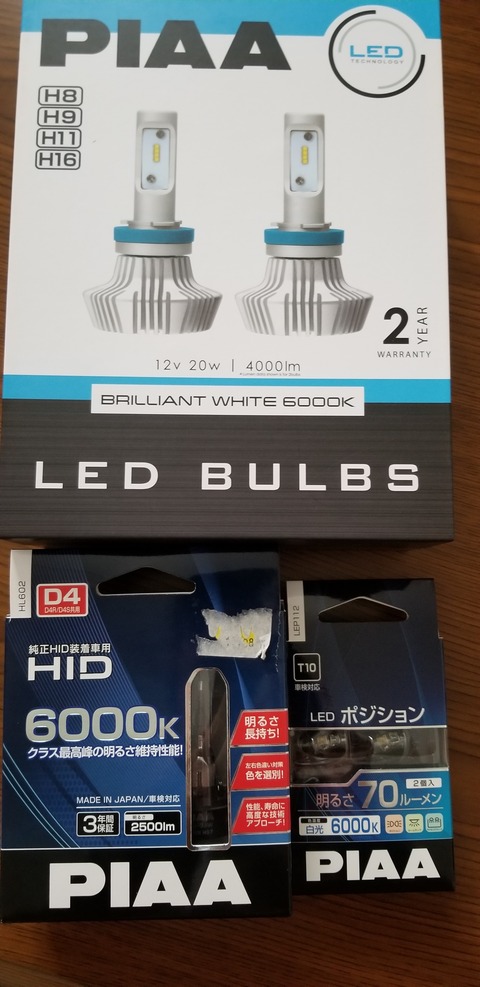 PIAA
LED
TECHNOLOGY
H8
H9
H11
H16
2 YEAR
WARRANTY
12v 20w | 4000lm
BRILLIANT WHITE 6000K
LED BULBS
HL602
D4
D4R/D4S共用
純正HID装着車用
HID
6000K
クラス最高峰の明るさ維持性能!
明るさ
長持ち!
左右色違い対策
色を選別!
性能、寿命に
高度な技術
アプローチ!
MADE IN JAPAN/車検対応
3年間
保証
明るさ
2500lm
PIAA
LEP112
T10
車検対応
LED ポジション
2個入
明るさ 70ルーメン
白光 6000K
PIAA